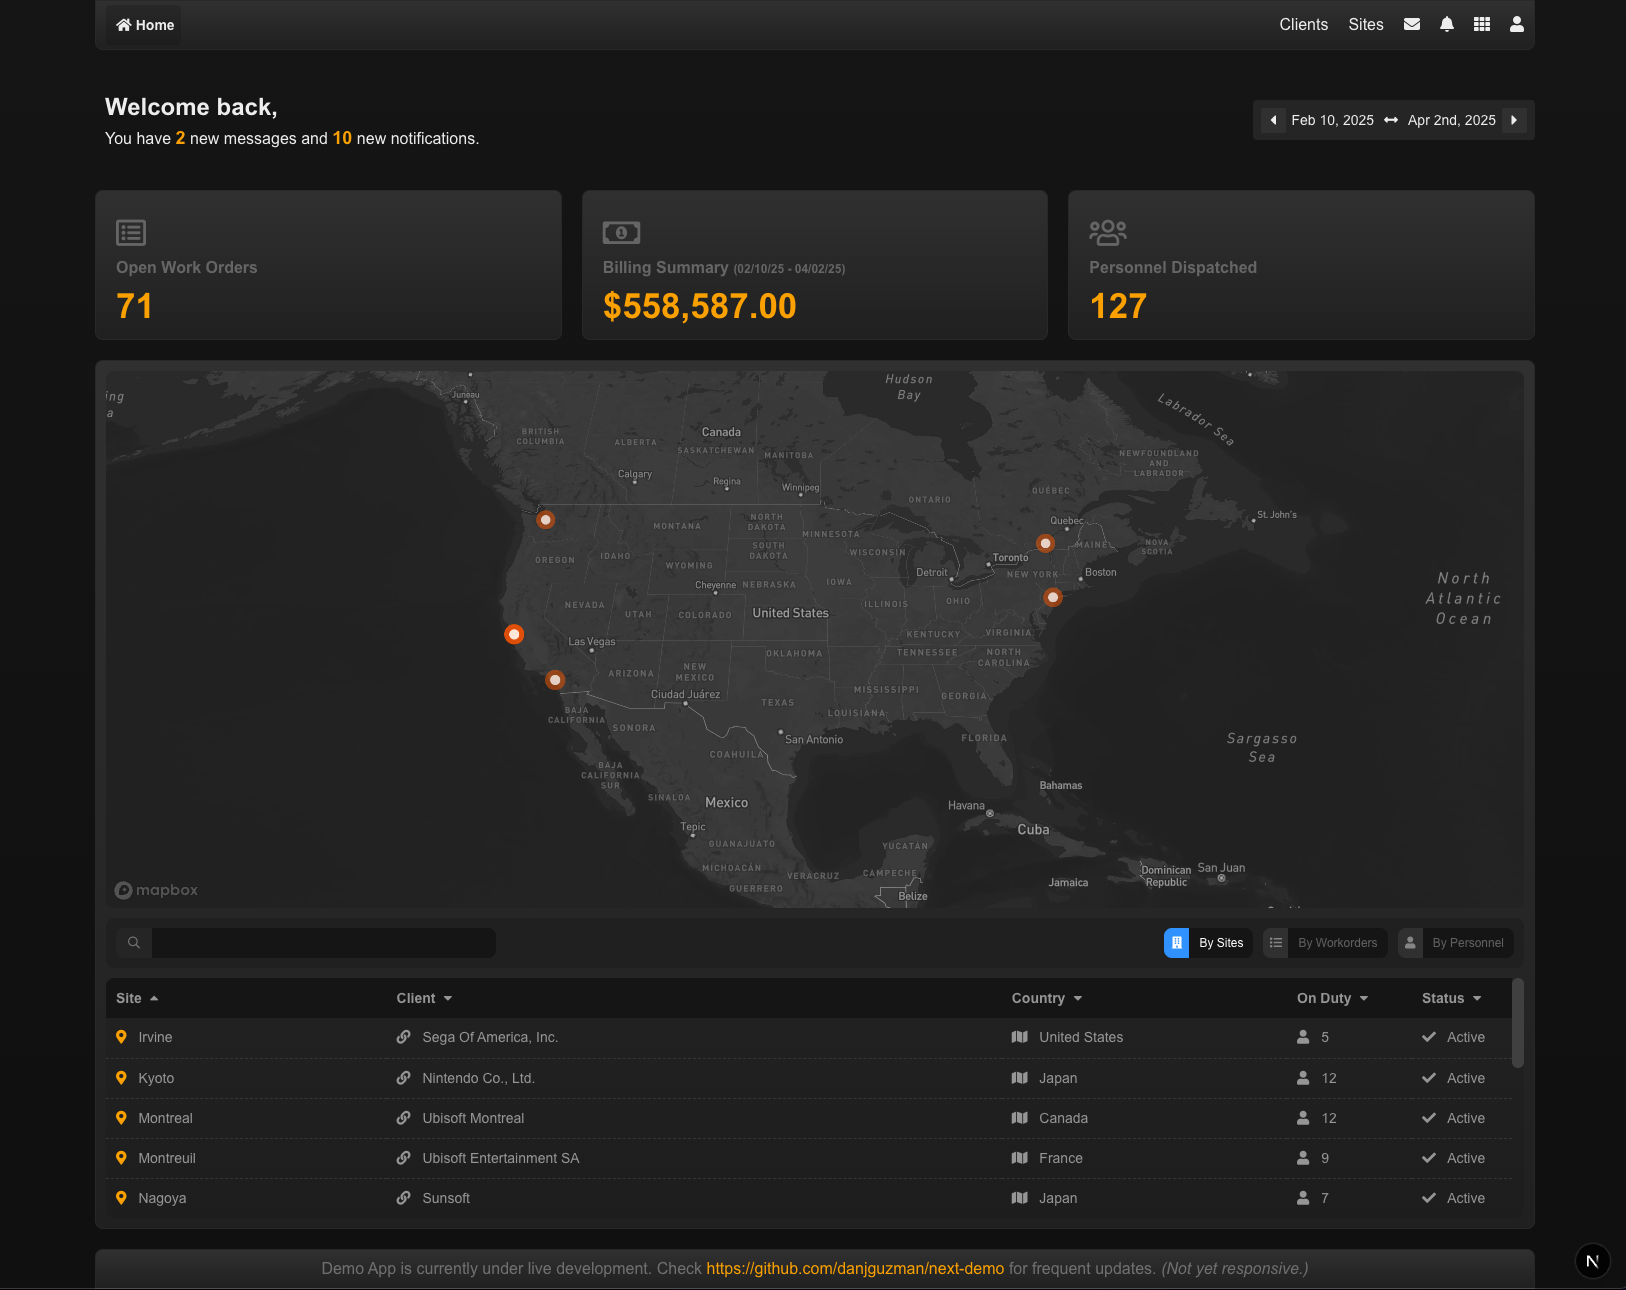 Home
Clients Sites
Welcome back,
You have 2 new messages and 10 new notifications.
Feb 10, 2025 Apr 2nd, 2025
Open Work Orders
71
Billing Summary (02/10/25 - 04/02/25)
$558,587.00
Personnel Dispatched
127
ing
a
Juneau
Hudson
Bay
Labrador Sea
BRITISH
COLUMBIA
ALBERTA
Canada
SASKATCHEWAN
MANITOBA
NEWFOUNDLAND
AND
LABRADOR
Calgary
Regina
Winnipeg
ONTARIO
QUÉBEC
St. John's
MONTANA
NORTH
DAKOTA
MINNESOTA
Quebec
MAINE
NOVA
SCOTIA
OREGON
IDAHO
SOUTH
DAKOTA
WISCONSIN
Toronto
WYOMING
Detroit
NEW YORK
Boston
Cheyenne
NEBRASKA
IOWA
North
Atlantic
Ocean
NEVADA
UTAH
COLORADO
United States
ILLINOIS
OHIO
Las Vegas
KENTUCKY
VIRGINIA
OKLAHOMA
TENNESSEE
NORTH
CAROLINA
ARIZONA
NEW
MEXICO
Ciudad Juárez
MISSISSIPPI
GEORGIA
TEXAS
LOUISIANA
BAJA
CALIFORNIA
SONORA
San Antonio
FLORIDA
Sargasso
Sea
COAHUILA
BAJA
CALIFORNIA
SUR
SINALOA
Mexico
Bahamas
Havana
Cuba
Tepic
GUANAJUATO
YUCATÁN
MICHOACÁN
VERACRUZ
CAMPECHE
Dominican
Republic
San Juan
GUERRERO
Belize
Jamaica
mapbox
By Sites By Workorders By Personnel
Site Client Country On Duty Status
Irvine Sega Of America, Inc. United States 5 Active
Kyoto Nintendo Co., Ltd. Japan 12 Active
Montreal Ubisoft Montreal Canada 12 Active
Montreuil Ubisoft Entertainment SA France 9 Active
Nagoya Sunsoft Japan 7 Active
Demo App is currently under live development. Check https://github.com/danjguzman/next-demo for frequent updates. (Not yet responsive.)
N